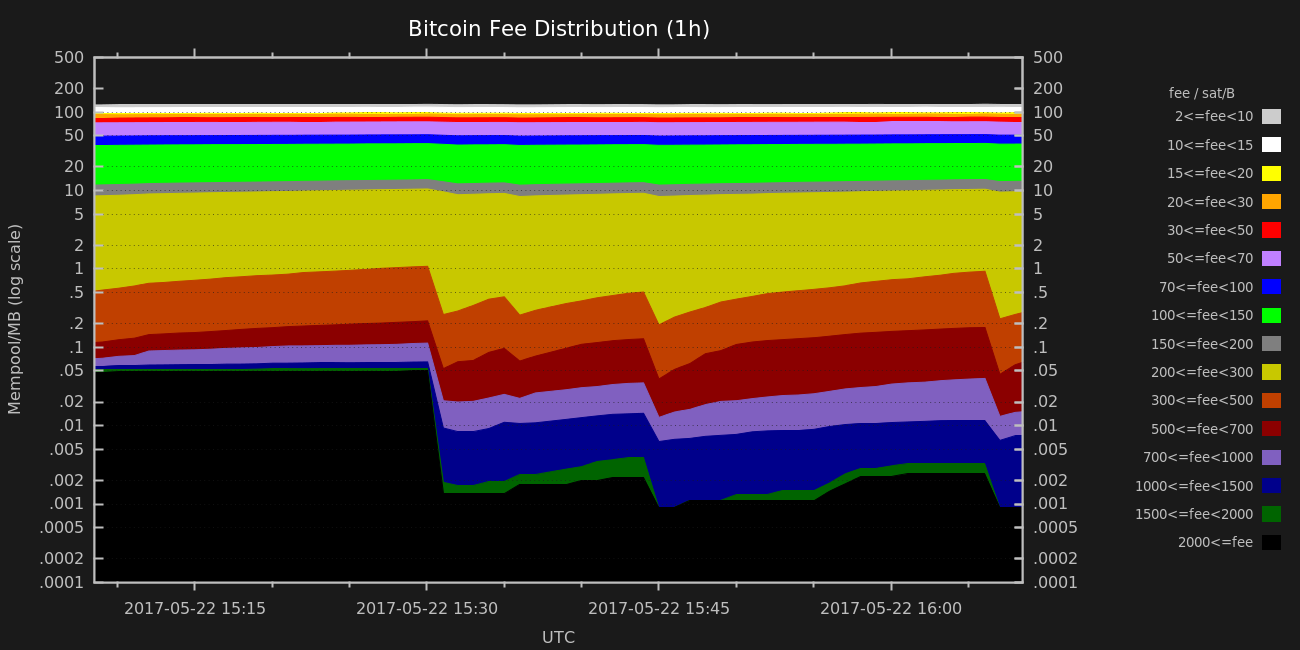 Bitcoin Fee Distribution (1h)
500 500
200 200
100 100
50 50
20 20
10 10
5 5
2 2
1 1
.5 .5
.2 .2
.1 .1
.05 .05
.02 .02
.01 .01
.005 .005
.002 .002
.001 .001
.0005 .0005
.0002 .0002
.0001 .0001
Mempool/MB (log scale)
2017-05-22 15:15 2017-05-22 15:30 2017-05-22 15:45 2017-05-22 16:00
UTC
fee / sat/B
2<=fee<10
10<=fee<15
15<=fee<20
20<=fee<30
30<=fee<50
50<=fee<70
70<=fee<100
100<=fee<150
150<=fee<200
200<=fee<300
300<=fee<500
500<=fee<700
700<=fee<1000
1000<=fee<1500
1500<=fee<2000
2000<=fee